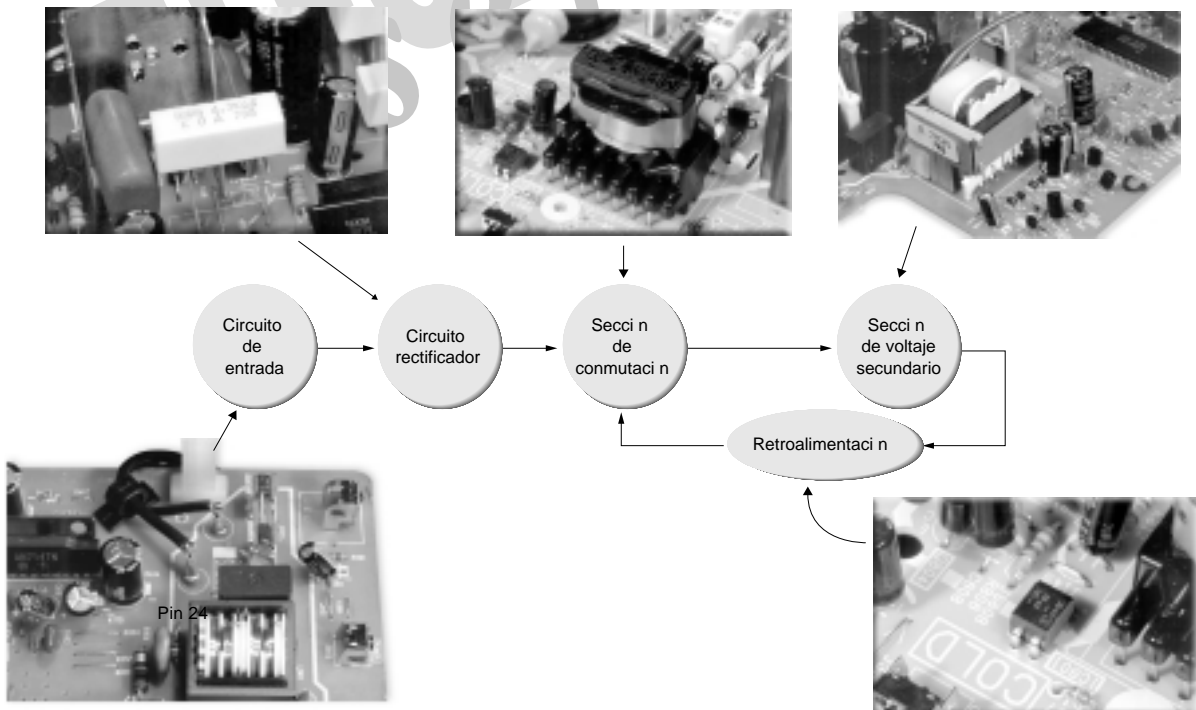 Circuito
de
entrada
Circuito
rectificador
Secci n
de
conmutaci n
Secci n
de voltaje
secundario
Retroalimentaci n
Pin 24
COLD